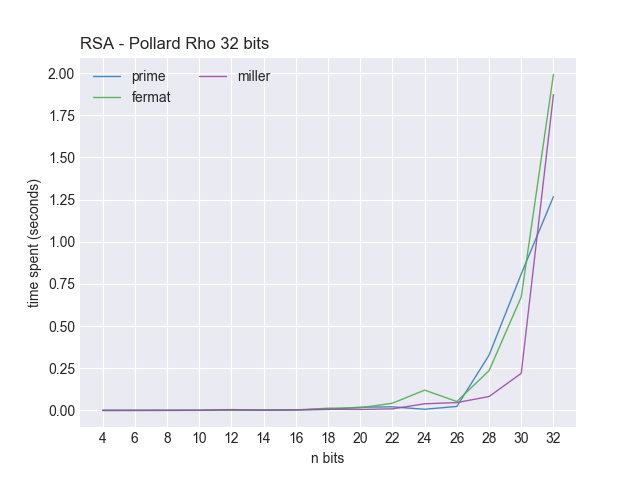 RSA - Pollard Rho 32 bits
prime miller
fermat
2.00
1.75
1.50
1.25
1.00
0.75
0.50
0.25
0.00
time spent (seconds)
4 6 8 10 12 14 16 18 20 22 24 26 28 30 32
n bits